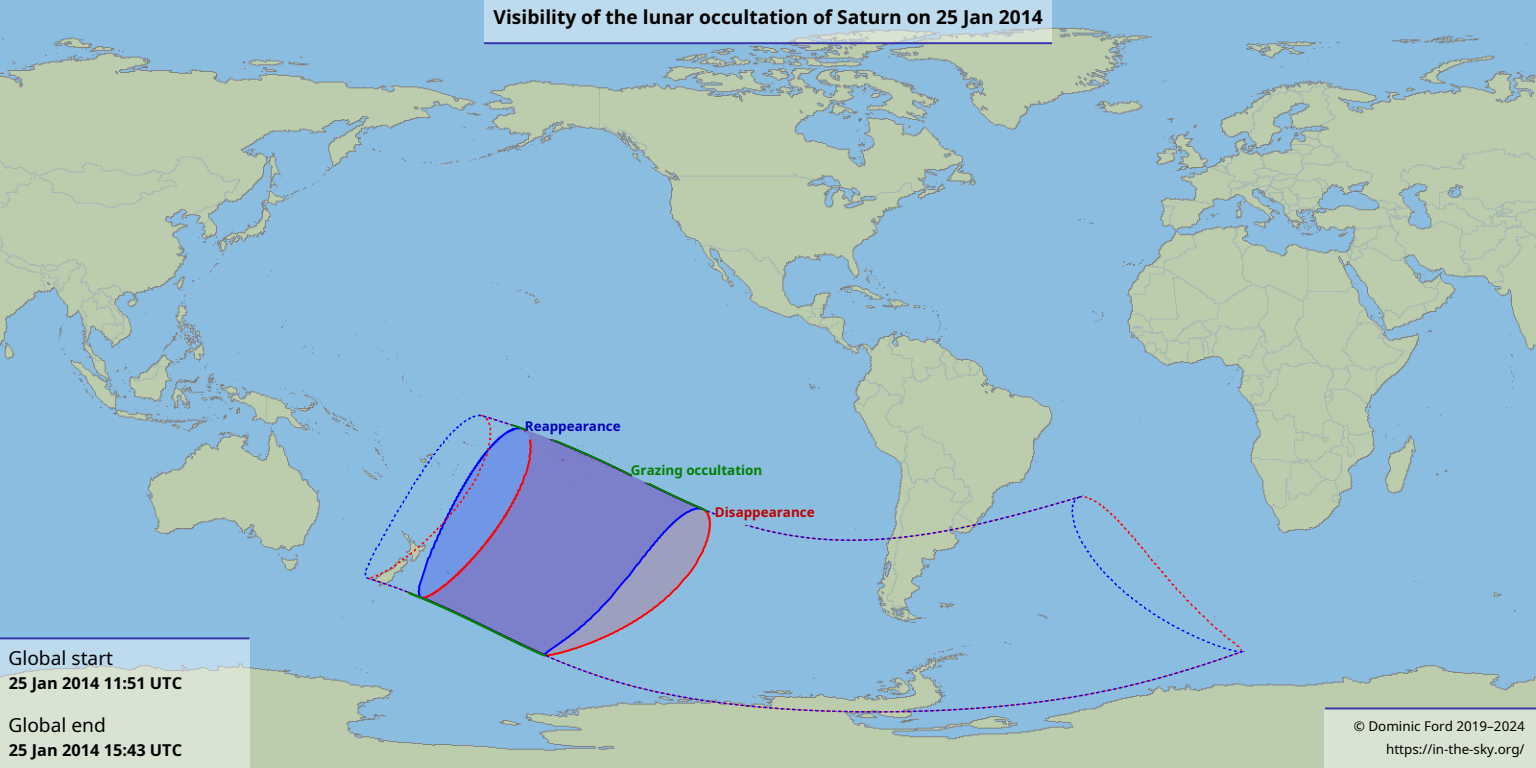 Visibility of the lunar occultation of Saturn on 25 Jan 2014
Reappearance
Grazing occultation
Disappearance
Global start
25 Jan 2014 11:51 UTC
Global end
25 Jan 2014 15:43 UTC
© Dominic Ford 2019–2024
https://in-the-sky.org/